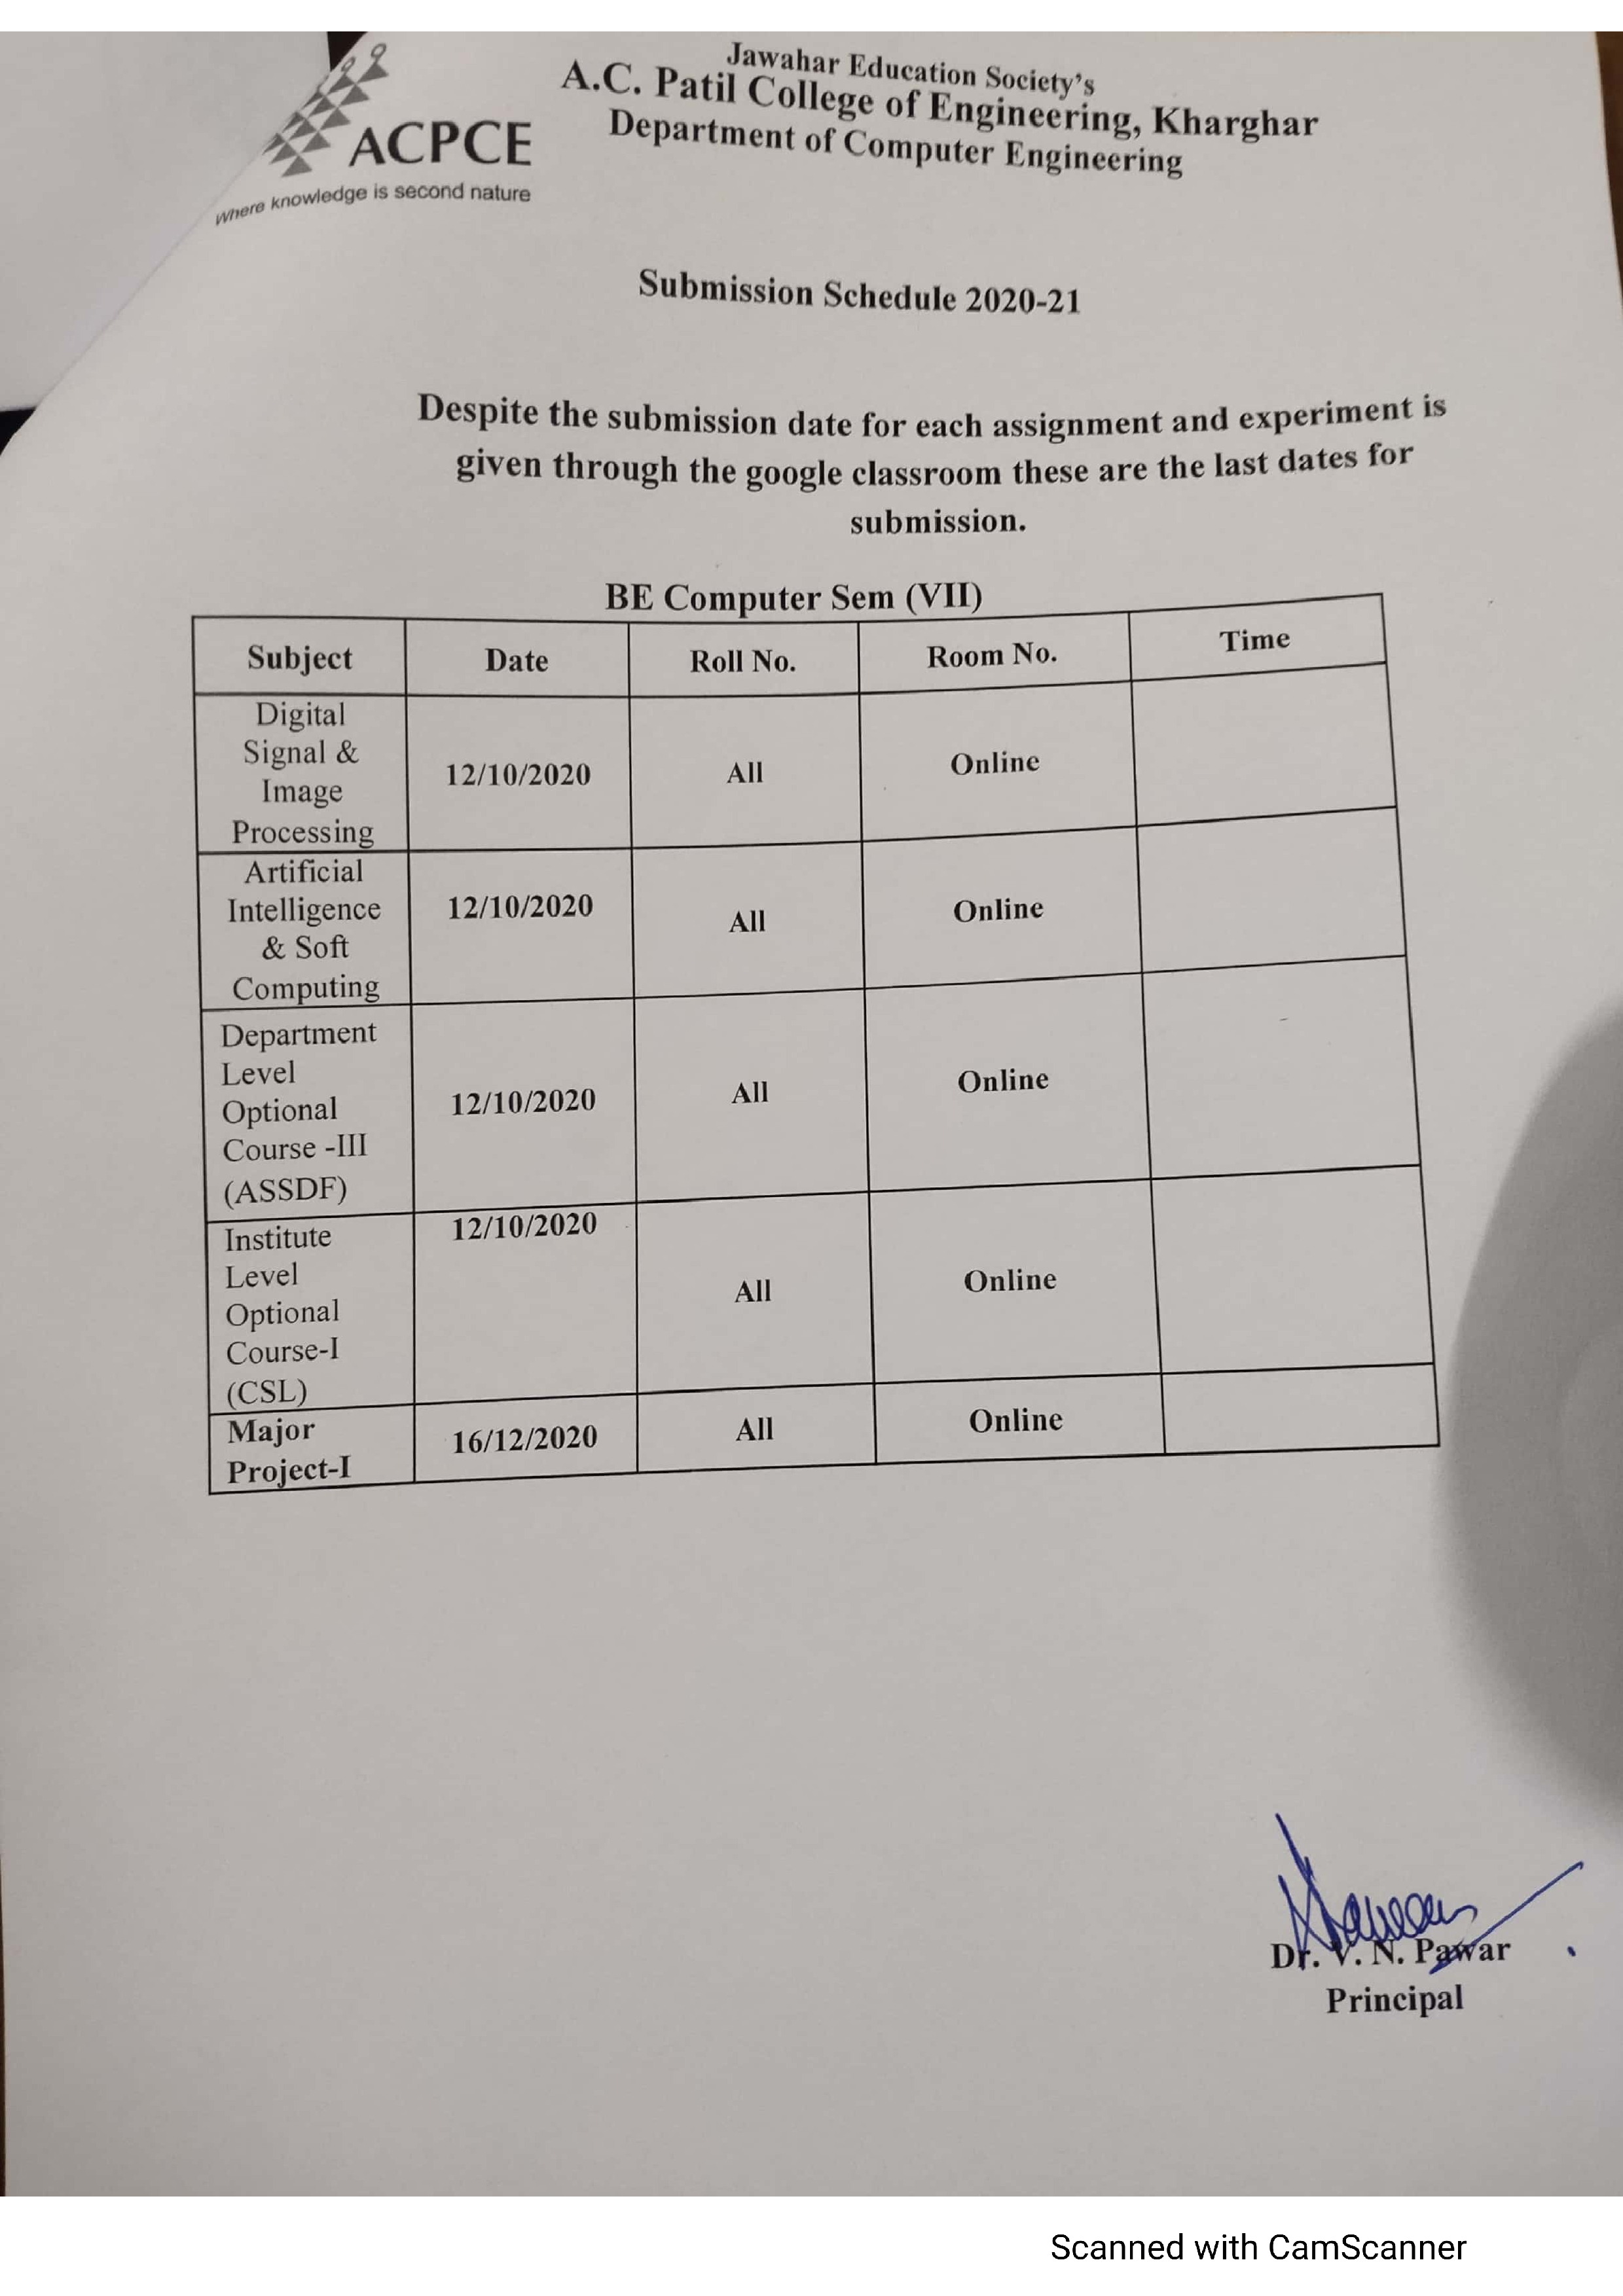 Jawahar Education Society's
A.C. Patil College of Engineering, Kharghar
Department of Computer Engineering
ACPCE
Where knowledge is second nature
Submission Schedule 2020-21
Despite the submission date for each assignment and experiment is
given through the google classroom these are the last dates for
submission.
BE Computer Sem (VII)
Subject Date Roll No. Room No. Time
Digital
Signal &
Image
Processing
12/10/2020 All Online
Artificial
Intelligence
& Soft
Computing
12/10/2020 All Online
Department
Level
Optional
Course -III
(ASSDF)
12/10/2020 All Online
Institute
Level
Optional
Course-I
(CSL)
12/10/2020 All Online
Major
Project-I
16/12/2020 All Online
Dr. V. N. Pawar
Principal
Scanned with CamScanner